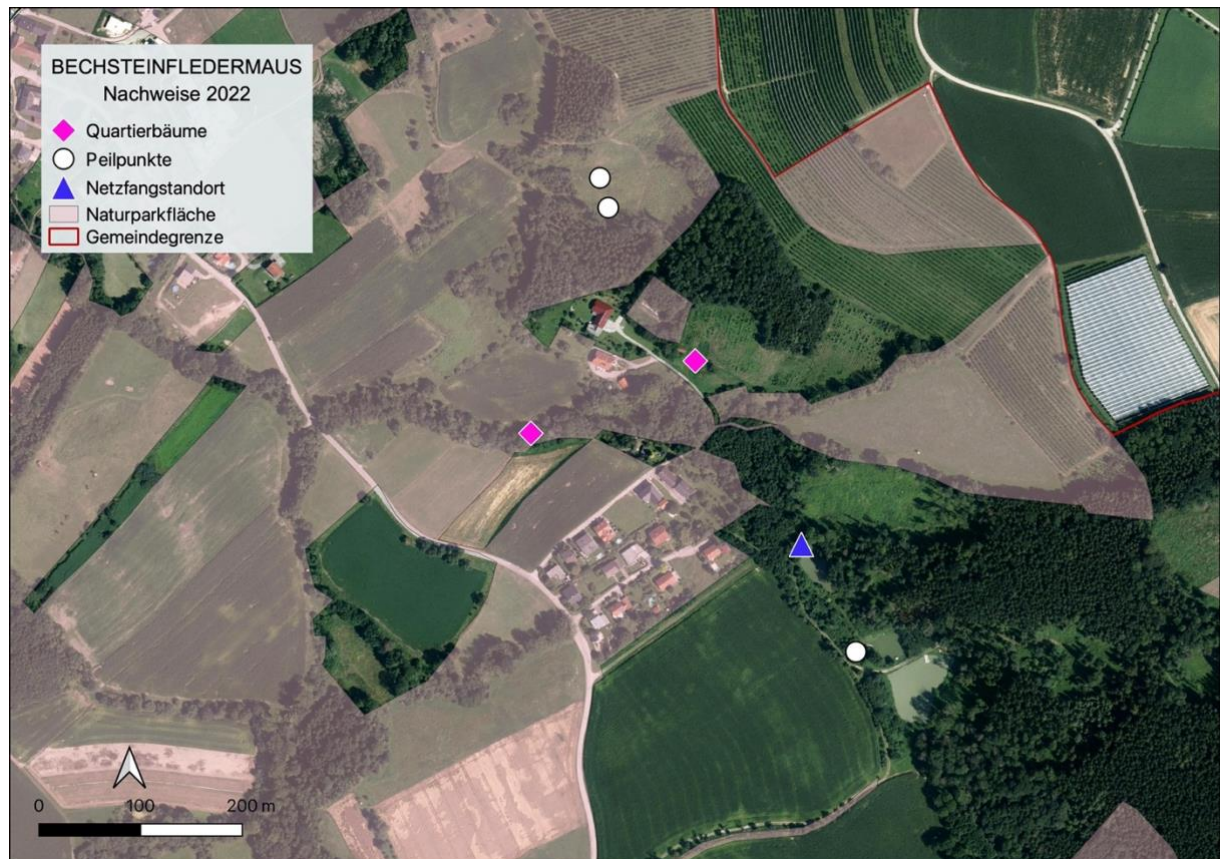 BECHSTEINFLEDERMAUS
Nachweise 2022
Quartierbäume
Peilpunkte
Netzfangstandort
Naturparkfläche
Gemeindegrenze
0 100 200 m